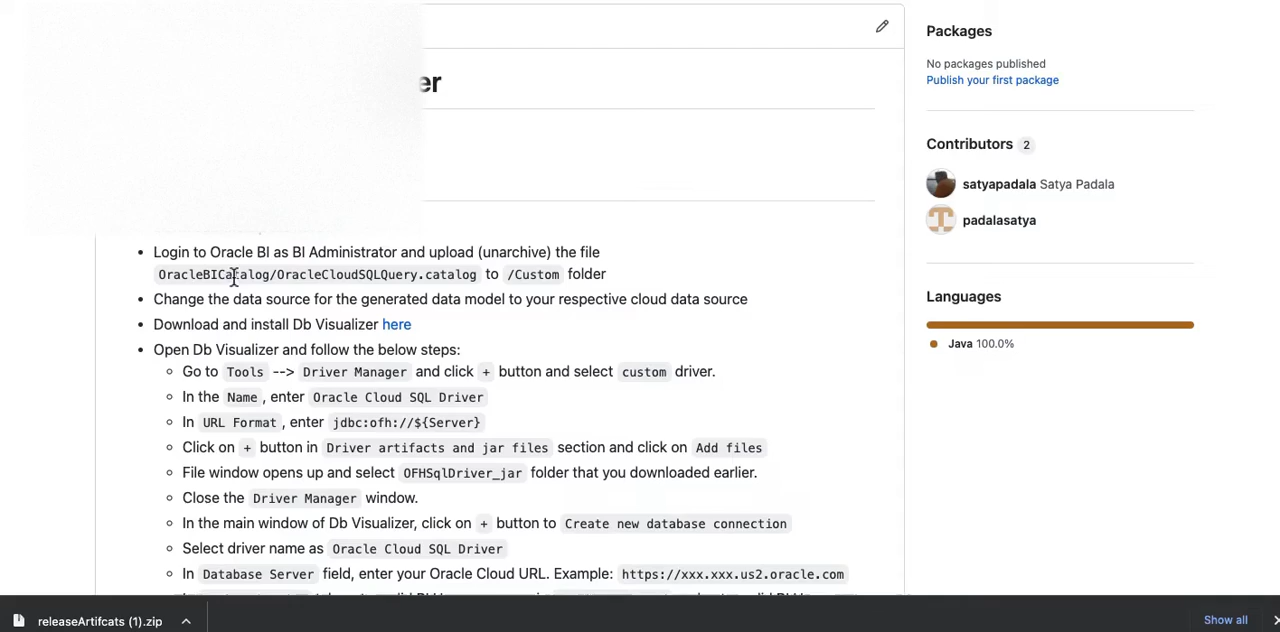 er
Login to Oracle BI as BI Administrator and upload (unarchive) the file
OracleBICatalog/OracleCloudSQLQuery.catalog to /Custom folder
Change the data source for the generated data model to your respective cloud data source
Download and install Db Visualizer here
Open Db Visualizer and follow the below steps:
Go to Tools --> Driver Manager and click + button and select custom driver.
In the Name , enter Oracle Cloud SQL Driver
In URL Format , enter jdbc:ofh://${Server}
Click on + button in Driver artifacts and jar files section and click on Add files
File window opens up and select OFHSqlDriver_jar folder that you downloaded earlier.
Close the Driver Manager window.
In the main window of Db Visualizer, click on + button to Create new database connection
Select driver name as Oracle Cloud SQL Driver
In Database Server field, enter your Oracle Cloud URL. Example: https://xxx.xxx.us2.oracle.com
Packages
No packages published
Publish your first package
Contributors 2
satyapadala Satya Padala
padalasatya
Languages
Java 100.0%
releaseArtifcats (1).zip
Show all